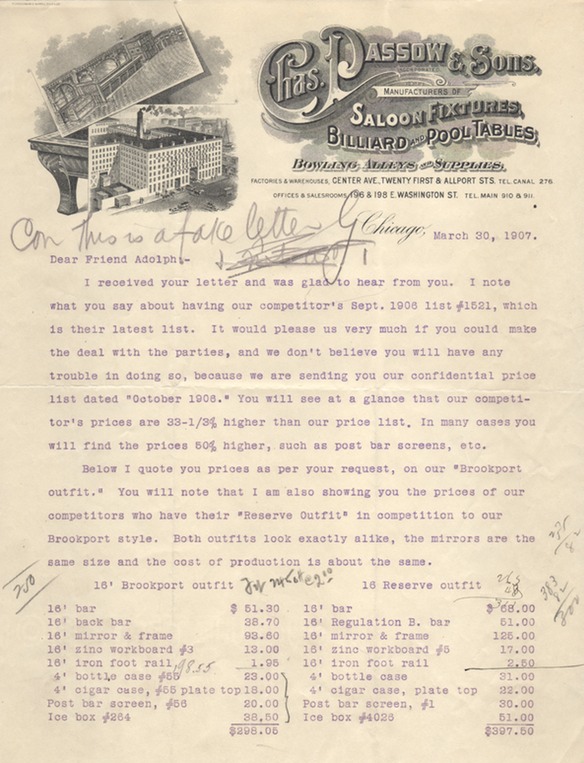 Chas. Passow & Sons.
MANUFACTURERS OF
SALOON FIXTURES,
BILLIARD AND POOL TABLES,
BOWLING ALLEYS AND SUPPLIES.
FACTORIES & WAREHOUSES, CENTER AVE., TWENTY FIRST & ALLPORT STS. TEL. CANAL 276
OFFICES & SALESROOMS, 196 & 198 E. WASHINGTON ST. TEL. MAIN 910 & 911.
Con This is a fake letter
Chicago, March 30, 1907.
Dear Friend Adolph:-
I received your letter and was glad to hear from you. I note
what you say about having our competitor's Sept. 1906 list #1521, which
is their latest list. It would please us very much if you could make
the deal with the parties, and we don't believe you will have any
trouble in doing so, because we are sending you our confidential price
list dated "October 1906." You will see at a glance that our competi-
tor's prices are 33-1/3% higher than our price list. In many cases you
will find the prices 50% higher, such as post bar screens, etc.
Below I quote you prices as per your request, on our "Brookport
outfit." You will note that I am also showing you the prices of our
competitors who have their "Reserve Outfit" in competition to our
Brookport style. Both outfits look exactly alike, the mirrors are the
same size and the cost of production is about the same.
16' Brookport outfit 16 Reserve outfit
16' bar $ 51.30 16' bar $ 68.00
16' back bar 38.70 16' Regulation B. bar 51.00
16' mirror & frame 93.60 16' mirror & frame 125.00
16' zinc workboard #3 13.00 16' zinc workboard #5 17.00
16' iron foot rail 198.55 1.95 16' iron foot rail 2.50
4' bottle case #55 23.00 4' bottle case 31.00
4' cigar case, #55 plate top 18.00 4' cigar case, plate top 22.00
Post bar screen, #56 20.00 Post bar screen, #1 30.00
Ice box #264 38.50 Ice box #4026 51.00
$298.05 $397.50